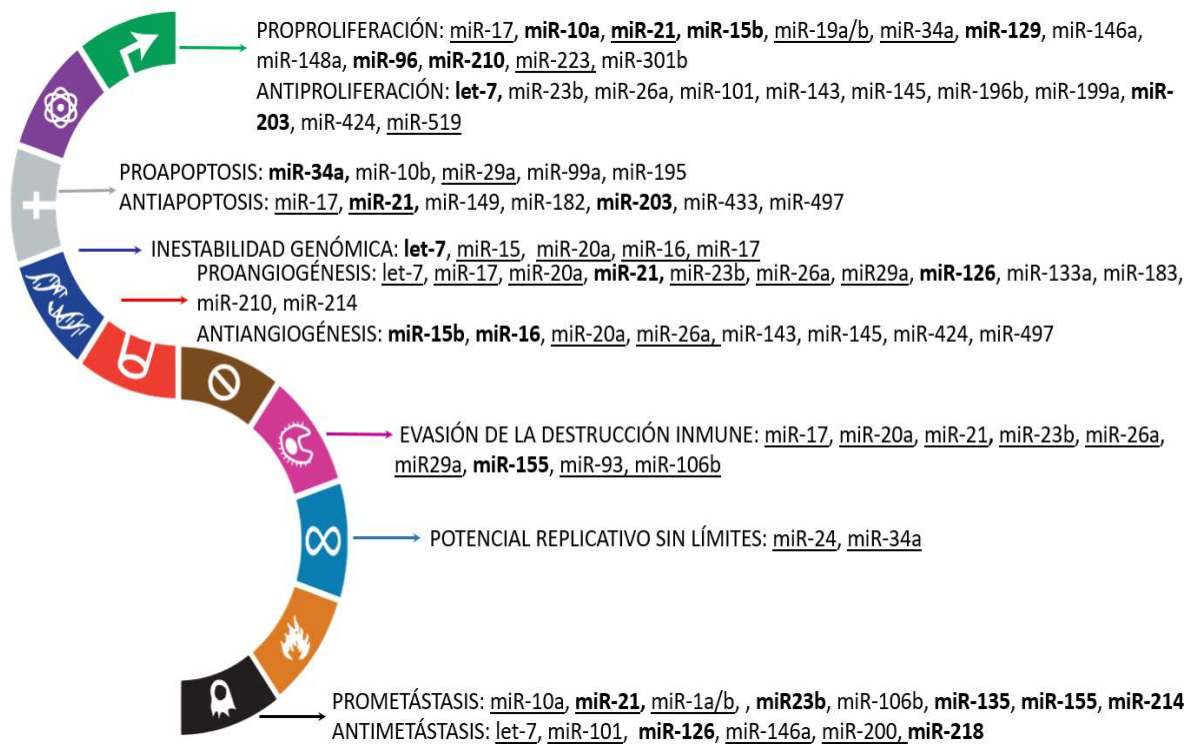 PROPROLIFERACIÓN: miR-17, miR-10a, miR-21, miR-15b, miR-19a/b, miR-34a, miR-129, miR-146a,
miR-148a, miR-96, miR-210, miR-223, miR-301b
ANTIPROLIFERACIÓN: let-7, miR-23b, miR-26a, miR-101, miR-143, miR-145, miR-196b, miR-199a, miR-
203, miR-424, miR-519
PROAPOPTOSIS: miR-34a, miR-10b, miR-29a, miR-99a, miR-195
ANTIAPOPTOSIS: miR-17, miR-21, miR-149, miR-182, miR-203, miR-433, miR-497
INESTABILIDAD GENÓMICA: let-7, miR-15, miR-20a, miR-16, miR-17
PROANGIOGÉNESIS: let-7, miR-17, miR-20a, miR-21, miR-23b, miR-26a, miR29a, miR-126, miR-133a, miR-183,
miR-210, miR-214
ANTIANGIOGÉNESIS: miR-15b, miR-16, miR-20a, miR-26a, miR-143, miR-145, miR-424, miR-497
EVASIÓN DE LA DESTRUCCIÓN INMUNE: miR-17, miR-20a, miR-21, miR-23b, miR-26a,
miR29a, miR-155, miR-93, miR-106b
POTENCIAL REPLICATIVO SIN LÍMITES: miR-24, miR-34a
PROMETÁSTASIS: miR-10a, miR-21, miR-1a/b, , miR23b, miR-106b, miR-135, miR-155, miR-214
ANTIMETÁSTASIS: let-7, miR-101, miR-126, miR-146a, miR-200, miR-218